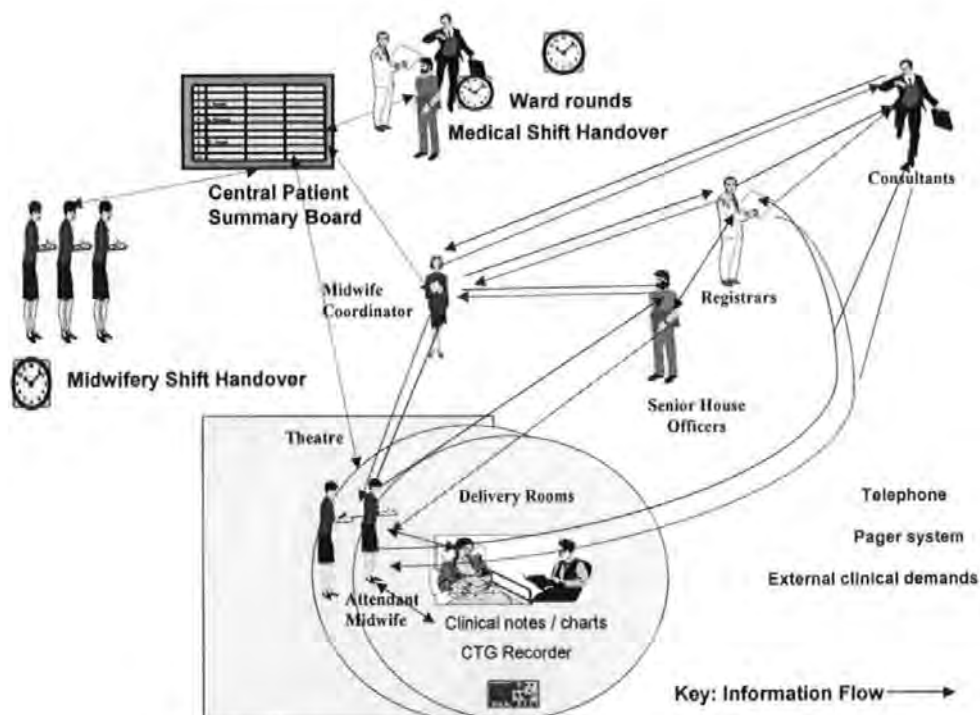 Ward rounds
Medical Shift Handover
Central Patient
Summary Board
Consultants
Midwife
Coordinator
Registrars
Midwifery Shift Handover
Senior House
Officers
Theatre
Delivery Rooms
Telephone
Pager system
External clinical demands
Attendant
Midwife
Clinical notes / charts
CTG Recorder
Key: Information Flow